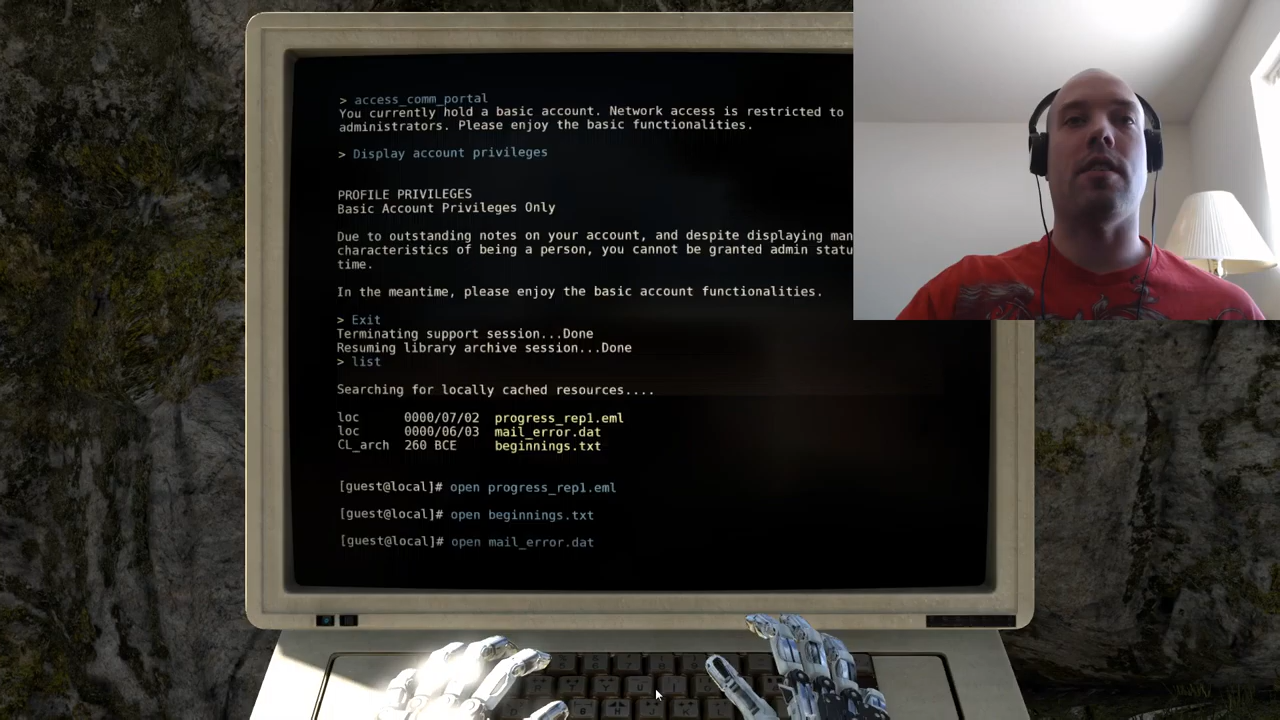 > access_comm_portal
You currently hold a basic account. Network access is restricted to
administrators. Please enjoy the basic functionalities.
> Display account privileges
PROFILE PRIVILEGES
Basic Account Privileges Only
Due to outstanding notes on your account, and despite displaying man
characteristics of being a person, you cannot be granted admin statu
time.
In the meantime, please enjoy the basic account functionalities.
> Exit
Terminating support session...Done
Resuming library archive session...Done
> list
Searching for locally cached resources....
loc 0000/07/02 progress_rep1.eml
loc 0000/06/03 mail_error.dat
CL_arch 260 BCE beginnings.txt
[guest@local]# open progress_rep1.eml
[guest@local]# open beginnings.txt
[guest@local]# open mail_error.dat